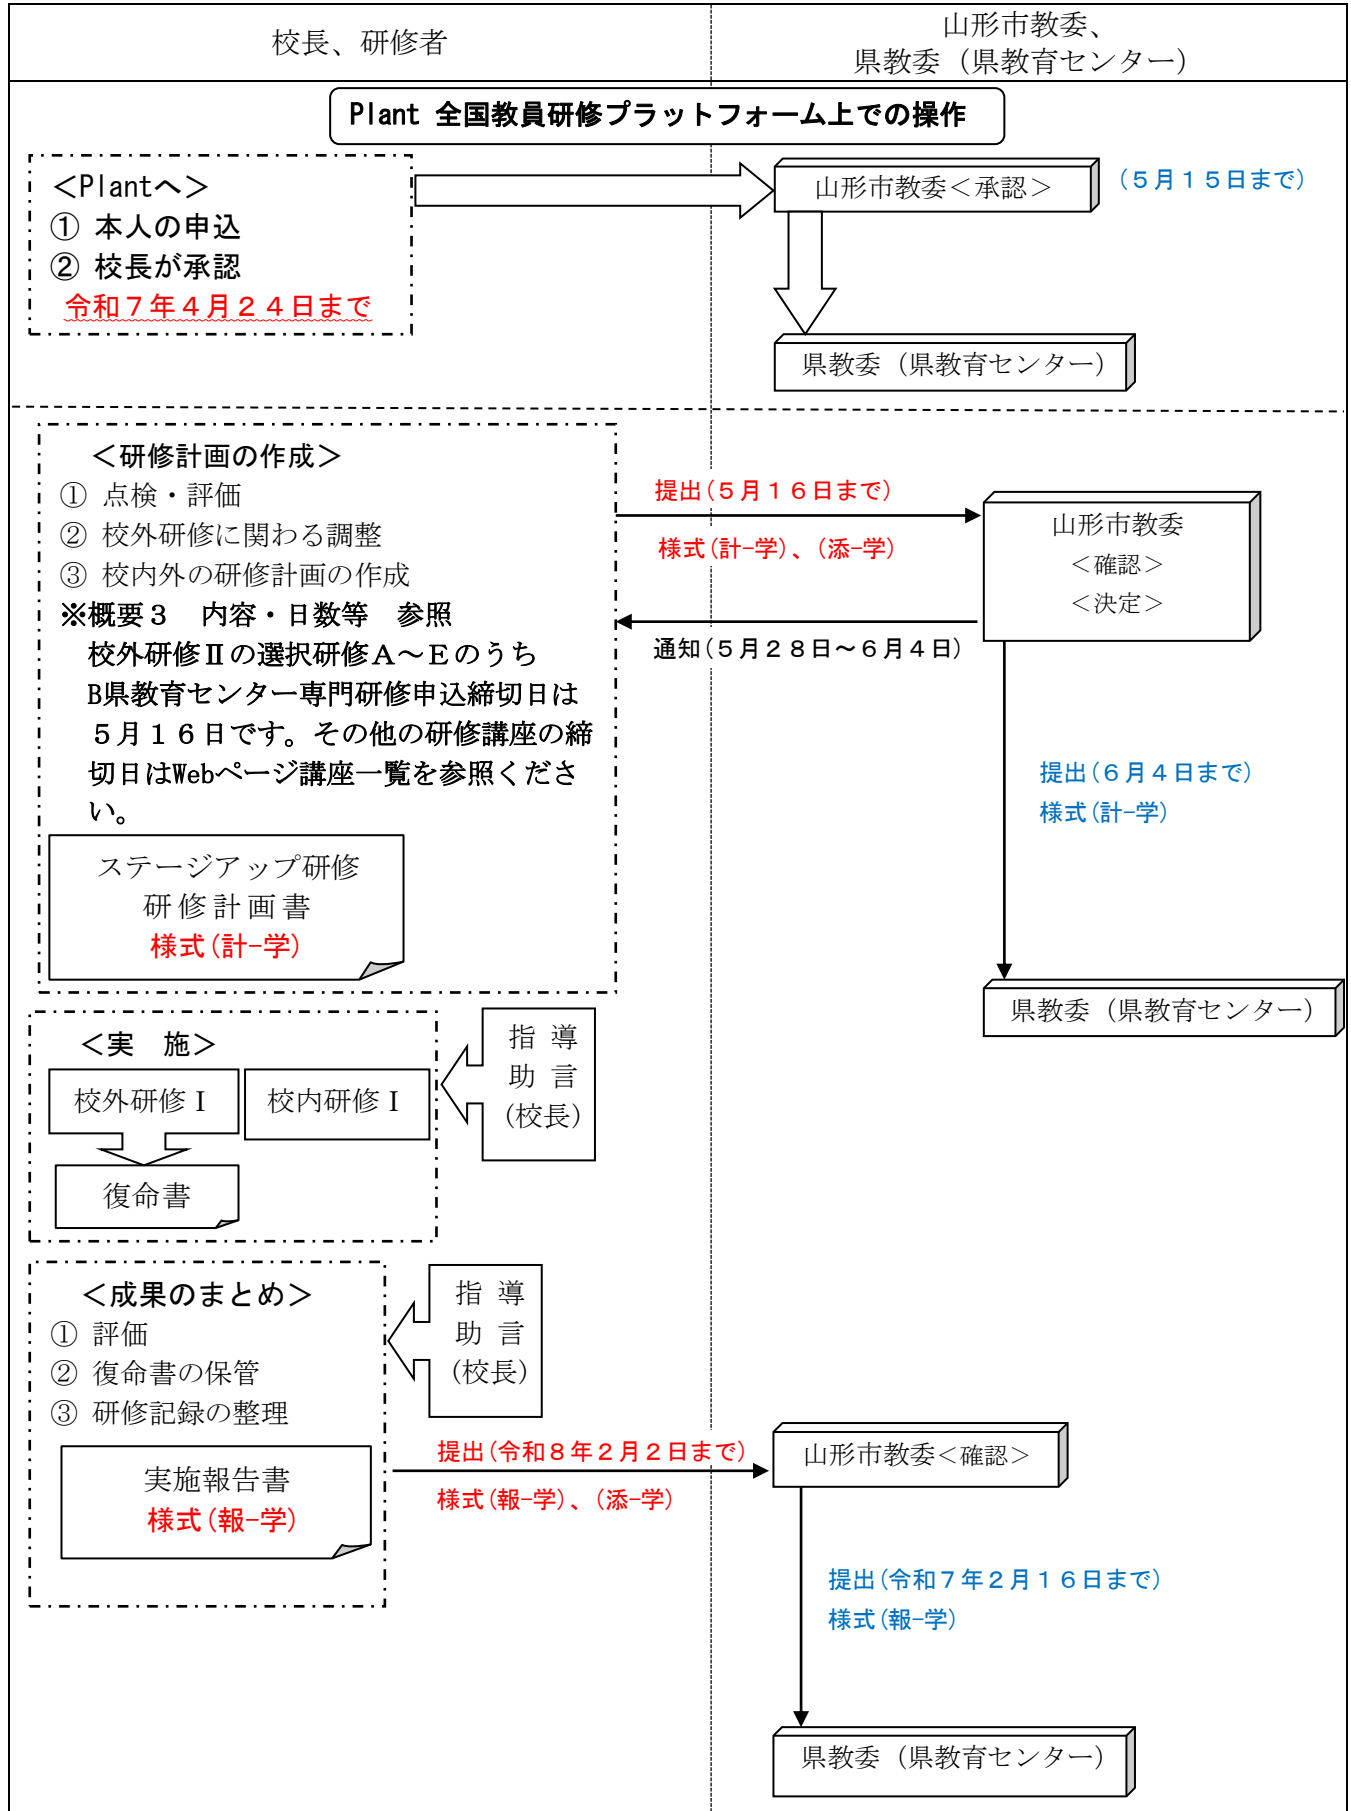 校長、研修者
山形市教委、
県教委（県教育センター）
Plant 全国教員研修プラットフォーム上での操作
＜Plantへ＞
① 本人の申込
② 校長が承認
令和７年４月２４日まで
山形市教委＜承認＞
(５月１５日まで)
県教委（県教育センター）
＜研修計画の作成＞
① 点検・評価
② 校外研修に関わる調整
③ 校内外の研修計画の作成
※概要３　内容・日数等　参照
校外研修Ⅱの選択研修Ａ～Ｅのうち
B県教育センター専門研修申込締切日は
５月１６日です。その他の研修講座の締
切日はWebページ講座一覧を参照くださ
い。
ステージアップ研修
研修計画書
様式(計-学)
提出(５月１６日まで)
様式(計-学)、(添-学)
通知(５月２８日～６月４日)
山形市教委
＜確認＞
＜決定＞
提出(６月４日まで)
様式(計-学)
県教委（県教育センター）
＜実　施＞
校外研修Ⅰ
校内研修Ⅰ
復命書
指 導
助 言
(校長)
＜成果のまとめ＞
① 評価
② 復命書の保管
③ 研修記録の整理
実施報告書
様式(報-学)
指 導
助 言
(校長)
提出(令和８年２月２日まで)
様式(報-学)、(添-学)
山形市教委＜確認＞
提出(令和７年２月１６日まで)
様式(報-学)
県教委（県教育センター）